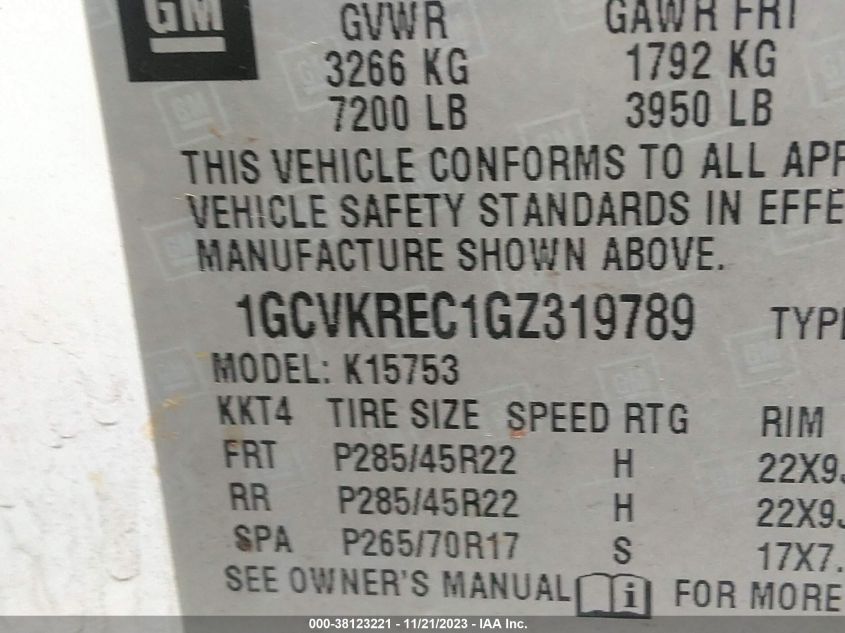 GM GVWR GAWR FRT
3266 KG 1792 KG
7200 LB 3950 LB
THIS VEHICLE CONFORMS TO ALL APP
VEHICLE SAFETY STANDARDS IN EFFE
MANUFACTURE SHOWN ABOVE.
1GCVKREC1GZ319789 TYPE
MODEL: K15753
KKT4 TIRE SIZE SPEED RTG RIM
FRT P285/45R22 H 22X9J
RR P285/45R22 H 22X9J
SPA P265/70R17 S 17X7.
SEE OWNER'S MANUAL i FOR MORE
000-38123221 - 11/21/2023 - IAA Inc.